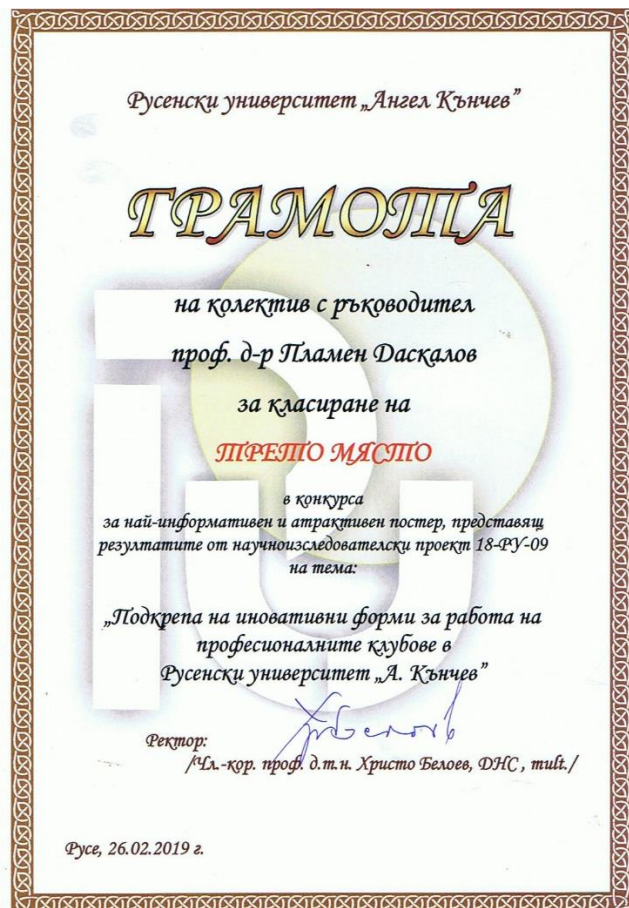 Русенски университет „Ангел Кънчев”
ГРАМОТА
на колектив с ръководител
проф. д-р Пламен Даскалов
за класиране на
ТРЕТО МЯСТО
в конкурса
за най-информативен и атрактивен постер, представящ
резултатите от научноизследователски проект 18-РУ-09
на тема:
„Подкрепа на иновативни форми за работа на
професионалните клубове в
Русенски университет „А. Кънчев”
Ректор:
/Чл.-кор. проф. д.т.н. Христо Белоев, DHC , mult./
Русе, 26.02.2019 г.